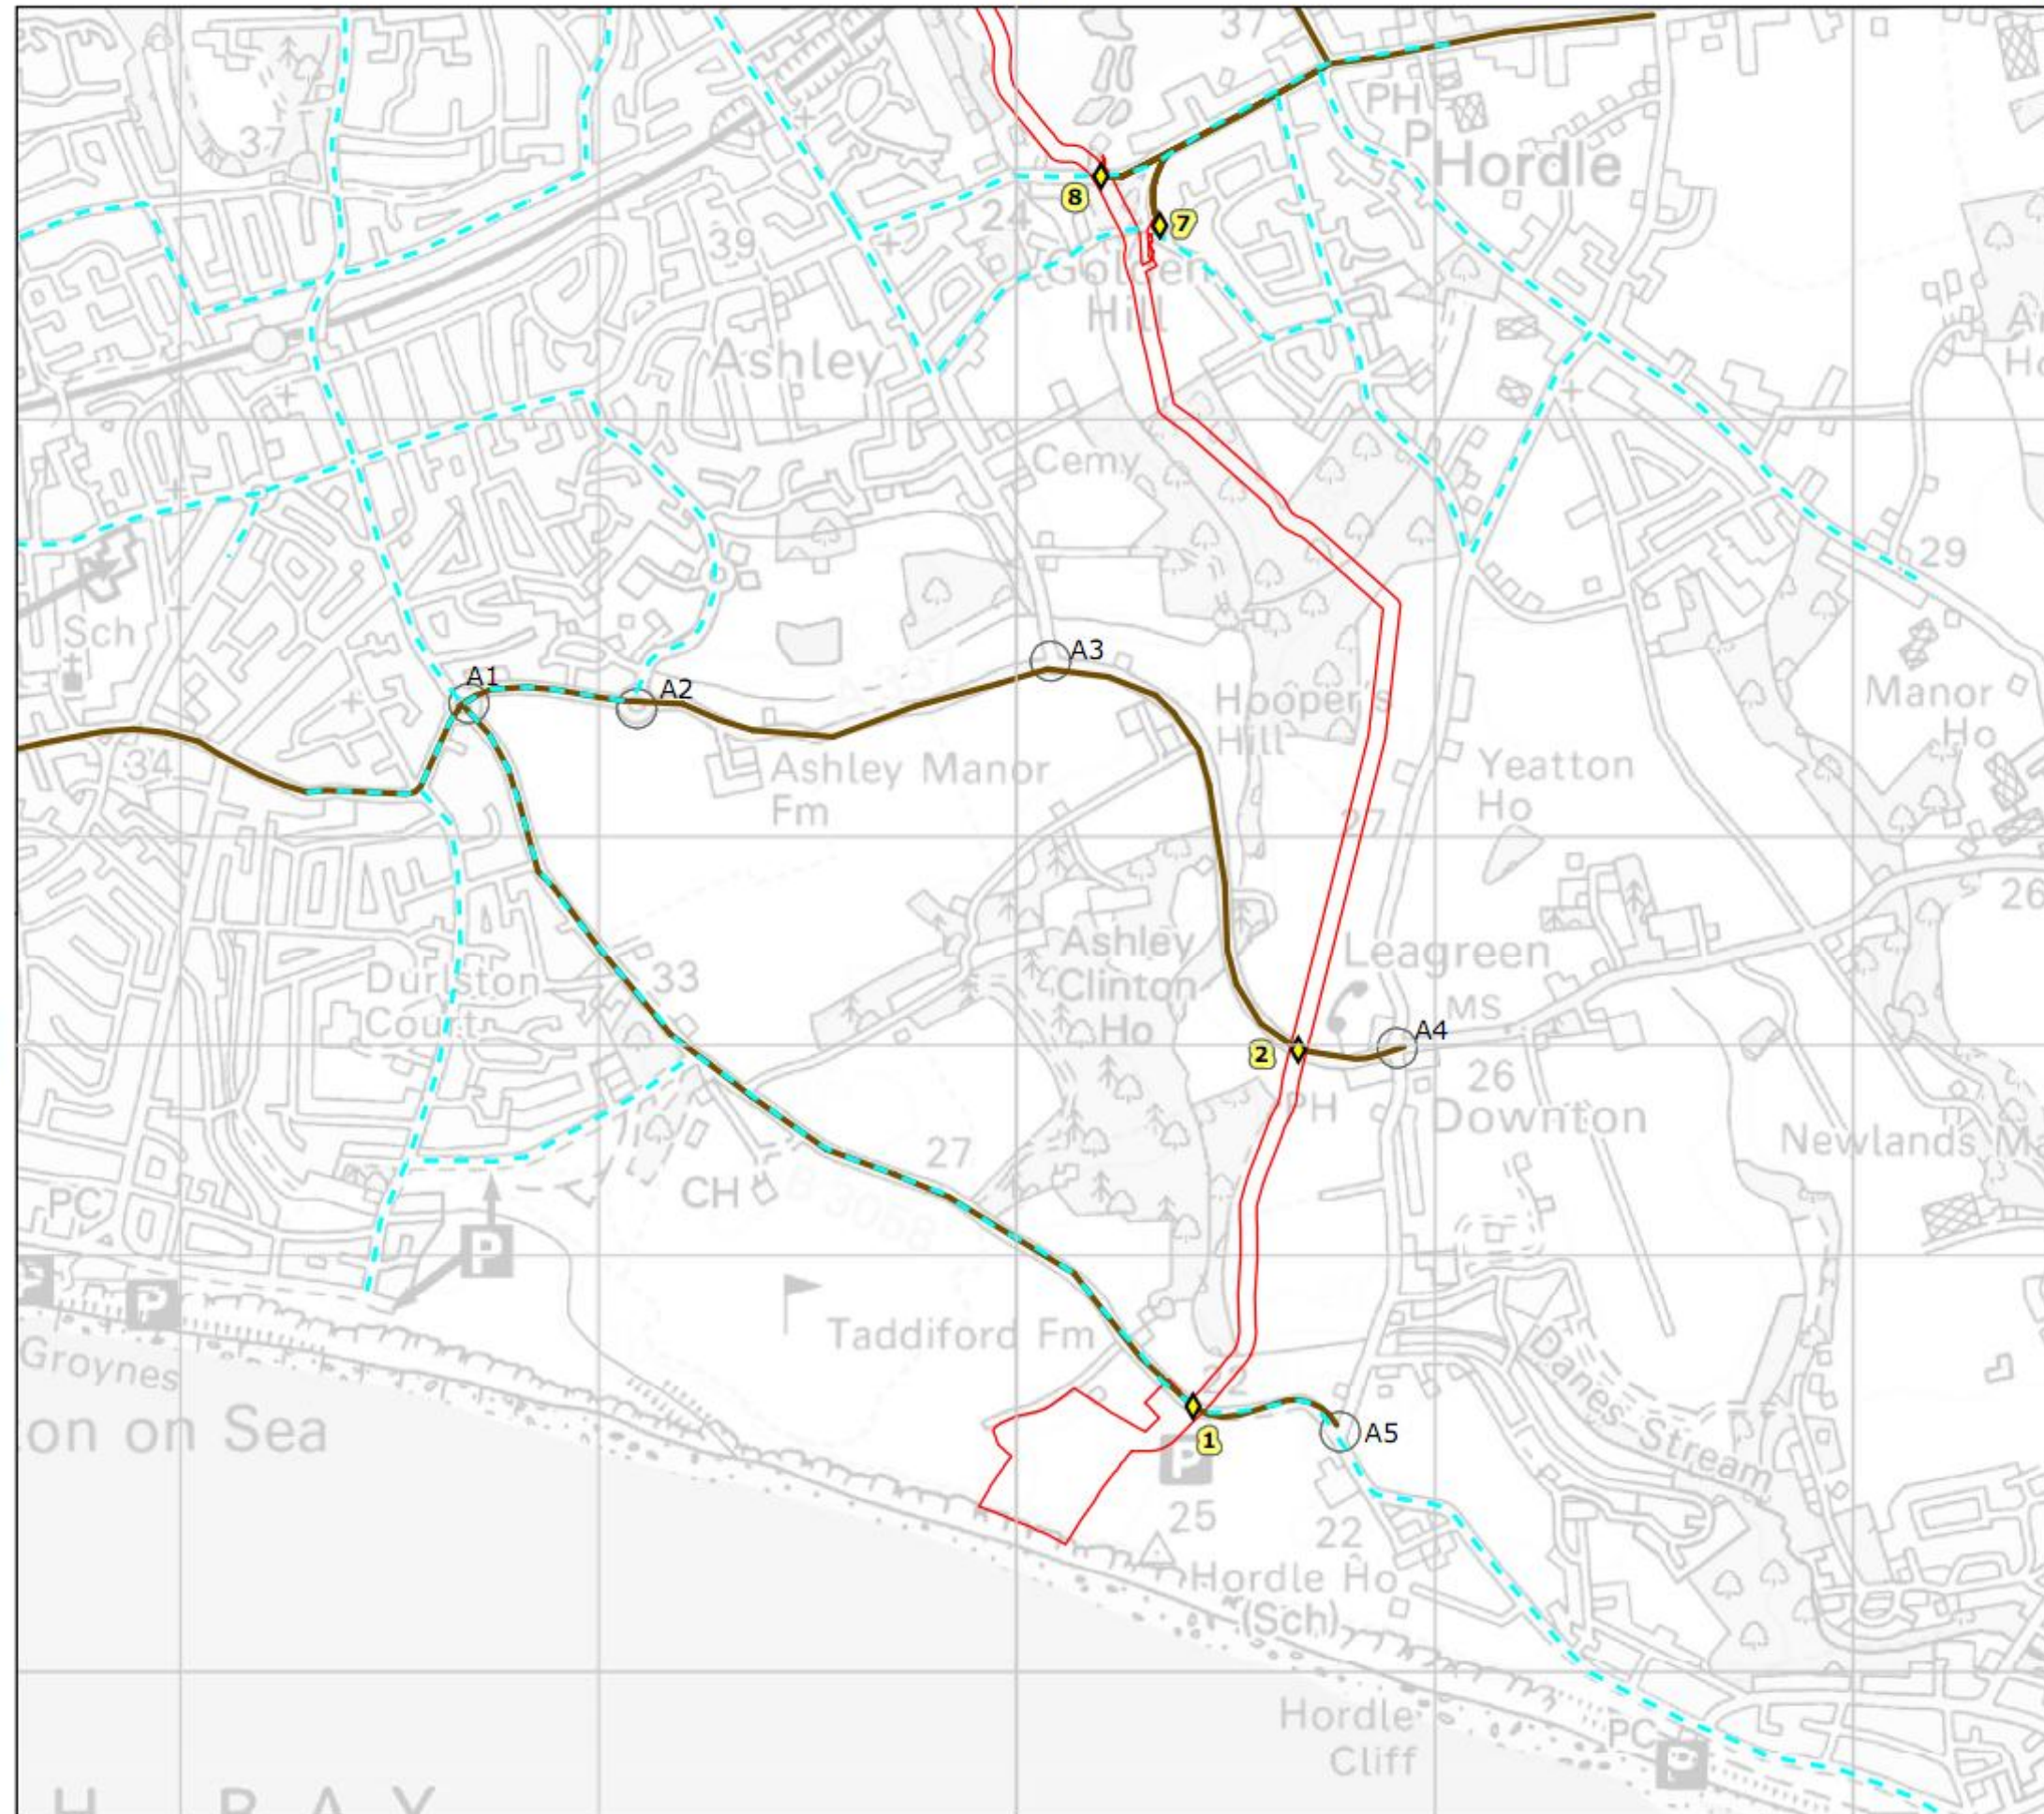 37
PH
P
Hordle
37
8
24
7
39
Golden
Hill
Ashley
Cemy
29
Sch
A1
A2
A3
Hooper's
Hill
Manor
Ho
34
Ashley Manor
Fm
Yeatton
Ho
27
26
Ashley
Clinton
Ho
Leagreen
MS
Durlston
Court
33
2
A4
26
PH
Downton
Newlands M
27
CH
B 3058
PC
P
P
Taddiford Fm
Groynes
22
Danes Stream
on on Sea
1
A5
P
25
22
Hordle Ho
(Sch)
Hordle
Cliff
PC
P
H B A Y